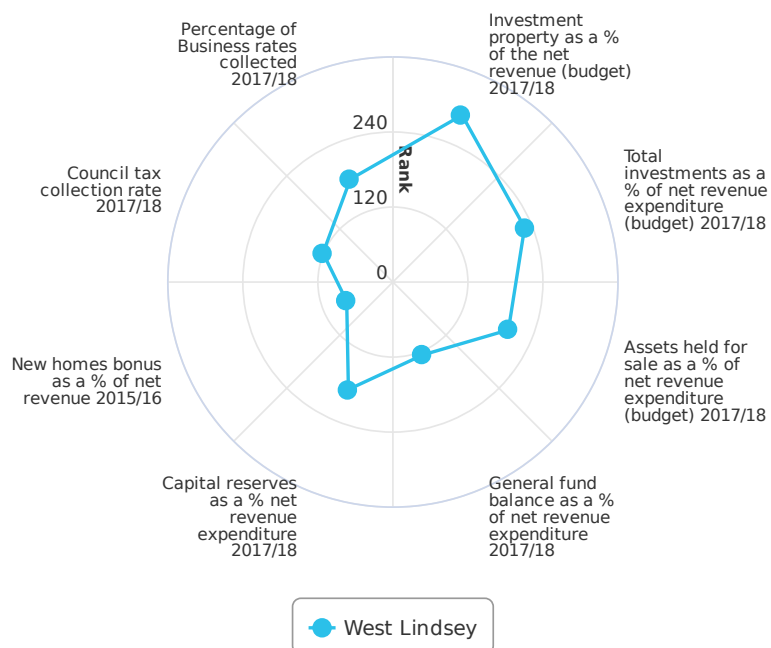 Percentage of
Business rates
collected
2017/18
Investment
property as a %
of the net
revenue (budget)
2017/18
Total
investments as a
% of net revenue
expenditure
(budget) 2017/18
Assets held for
sale as a % of
net revenue
expenditure
(budget) 2017/18
General fund
balance as a %
of net revenue
expenditure
2017/18
Capital reserves
as a % net
revenue
expenditure
2017/18
New homes bonus
as a % of net
revenue 2015/16
Council tax
collection rate
2017/18
240
120
0
Rank
West Lindsey